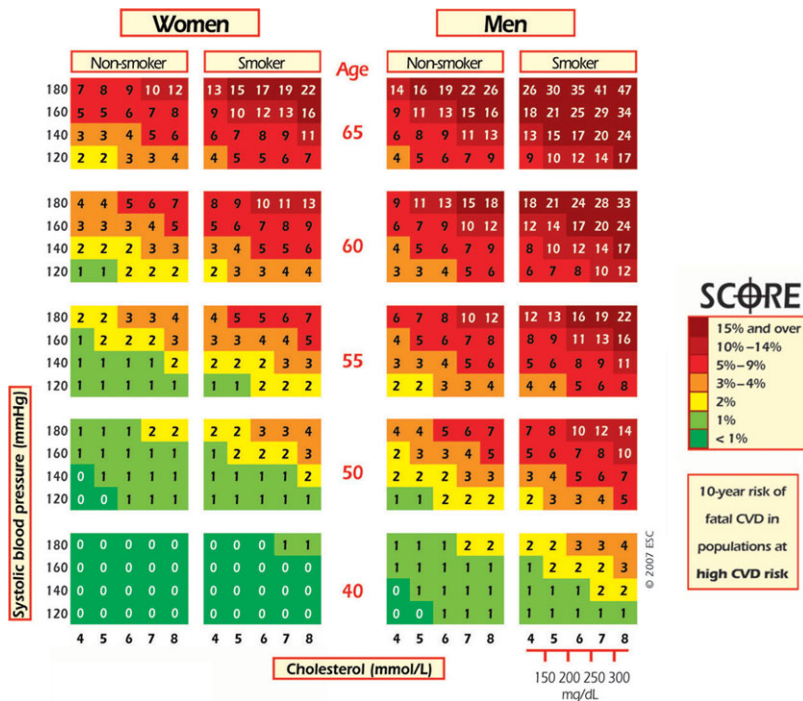 Women Men
Non-smoker Smoker Age Non-smoker Smoker
180 7 8 9 10 12 13 15 17 19 22 14 16 19 22 26 26 30 35 41 47
160 5 5 6 7 8 9 10 12 13 16 9 11 13 15 16 18 21 25 29 34
140 3 3 4 5 6 6 7 8 9 11 65 6 8 9 11 13 13 15 17 20 24
120 2 2 3 3 4 4 5 5 6 7 4 5 6 7 9 9 10 12 14 17
180 4 4 5 6 7 8 9 10 11 13 9 11 13 15 18 18 21 24 28 33
160 3 3 3 4 5 5 6 7 8 9 60 6 7 9 10 12 12 14 17 20 24
140 2 2 2 3 3 3 4 5 5 6 4 5 6 7 9 8 10 12 14 17
120 1 1 2 2 2 2 3 3 4 4 3 3 4 5 6 6 7 8 10 12
180 2 2 3 3 4 4 5 5 6 7 6 7 8 10 12 12 13 16 19 22
160 1 2 2 2 3 3 3 4 4 5 55 4 5 6 7 8 8 9 11 13 16
140 1 1 1 1 2 2 2 2 3 3 3 3 4 5 6 5 6 8 9 11
120 1 1 1 1 1 1 1 2 2 2 2 2 3 3 4 4 4 5 6 8
180 1 1 1 2 2 2 2 3 3 4 4 4 5 6 7 7 8 10 12 14
160 1 1 1 1 1 1 2 2 2 3 50 2 3 3 4 5 5 6 7 8 10
140 0 1 1 1 1 1 1 1 1 2 2 2 2 3 3 3 4 5 6 7
120 0 0 1 1 1 1 1 1 1 1 1 1 2 2 2 2 3 3 4 5
180 0 0 0 0 0 0 0 0 1 1 1 1 1 2 2 2 2 3 3 4
160 0 0 0 0 0 0 0 0 0 0 40 1 1 1 1 1 1 2 2 2 3
140 0 0 0 0 0 0 0 0 0 0 0 1 1 1 1 1 1 1 2 2
120 0 0 0 0 0 0 0 0 0 0 0 0 1 1 1 1 1 1 1 1
4 5 6 7 8 4 5 6 7 8 4 5 6 7 8 4 5 6 7 8
Systolic blood pressure (mmHg)
Cholesterol (mmol/L)
150 200 250 300
mg/dL
© 2007 ESC
SCORE
15% and over
10%–14%
5%–9%
3%–4%
2%
1%
< 1%
10-year risk of
fatal CVD in
populations at
high CVD risk